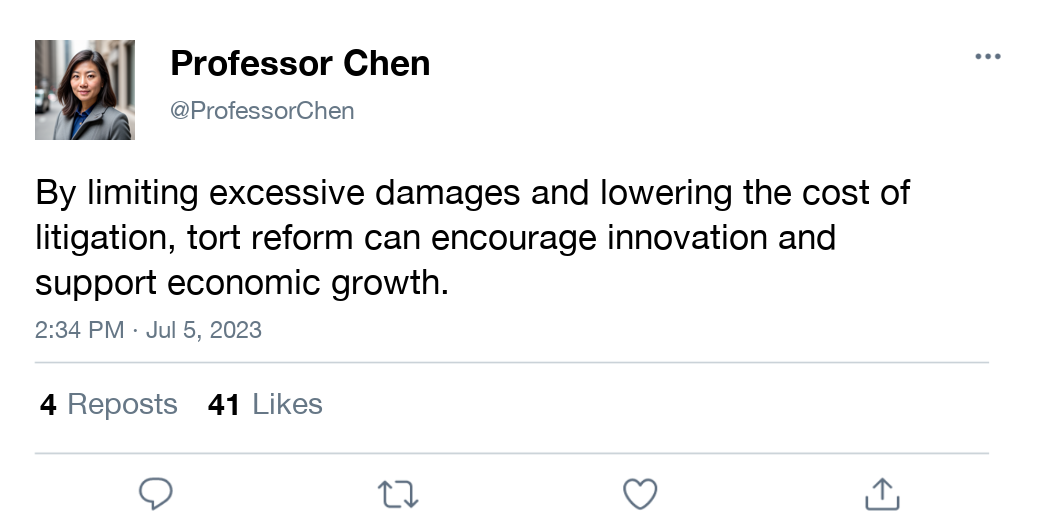 Professor Chen
@ProfessorChen
By limiting excessive damages and lowering the cost of
litigation, tort reform can encourage innovation and
support economic growth.
2:34 PM · Jul 5, 2023
4 Reposts 41 Likes